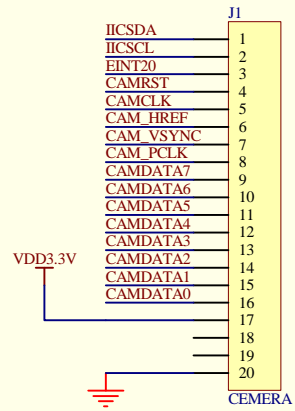 J1
IICSDA 1
IICSCL 2
EINT20 3
CAMRST 4
CAMCLK 5
CAM_HREF 6
CAM_VSYNC 7
CAM_PCLK 8
CAMDATA7 9
CAMDATA6 10
CAMDATA5 11
CAMDATA4 12
CAMDATA3 13
CAMDATA2 14
CAMDATA1 15
CAMDATA0 16
VDD3.3V 17
18
19
20
CEMERA